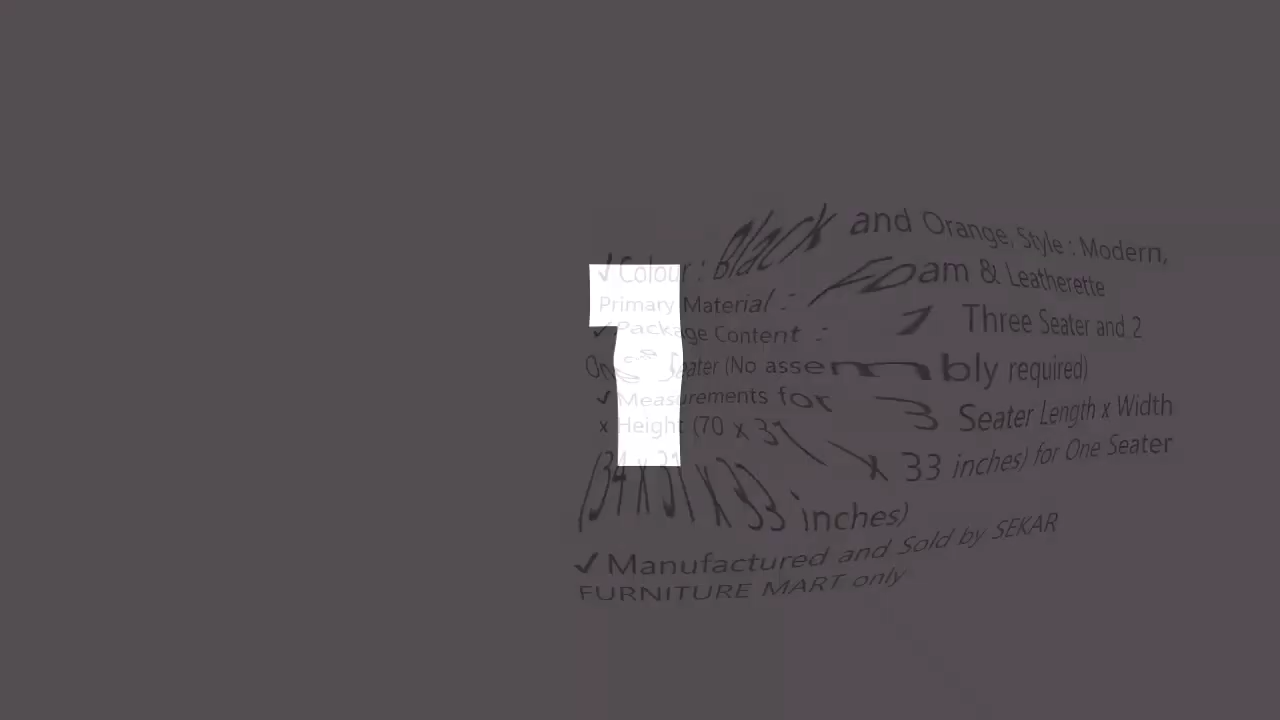 ✓ Colour : Black and Orange, Style : Modern,
Primary Material : Foam & Leatherette
✓ Package Content : 1 Three Seater and 2
One Seater (No assembly required)
✓ Measurements for 3 Seater Length x Width
x Height (70 x 31 x 33 inches) for One Seater
(34 x 31 x 33 inches)
✓ Manufactured and Sold by SEKAR
FURNITURE MART only
1